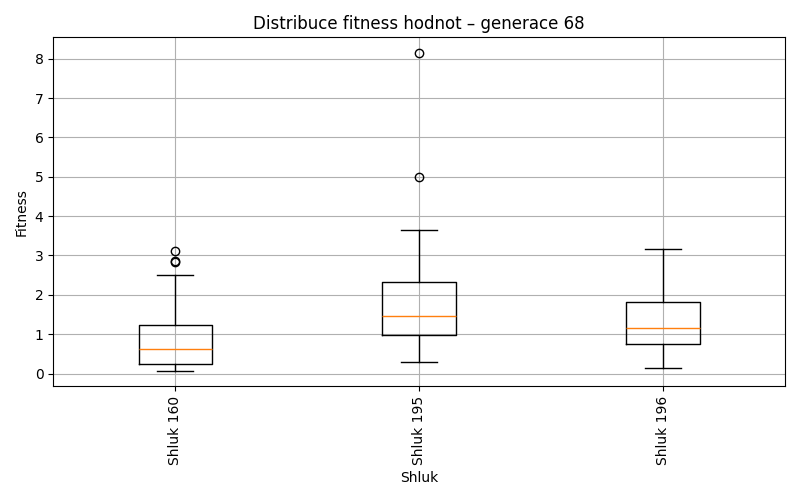 Distribuce fitness hodnot – generace 68
8
7
6
5
4
3
2
1
0
Fitness
Shluk 160
Shluk 195
Shluk 196
Shluk